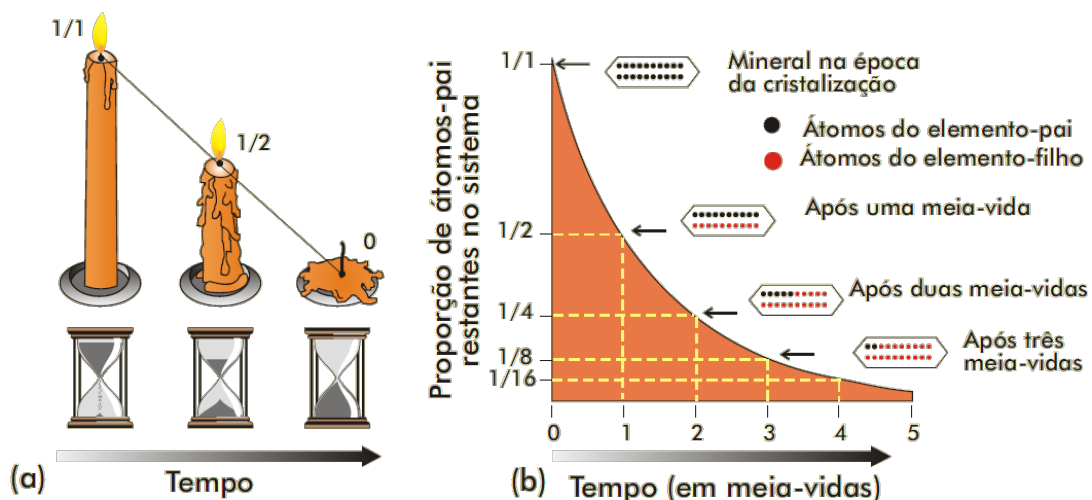 1/1
1/2
0
Tempo
(a)
Proporção de átomos-pai
restantes no sistema
1/1
1/2
1/4
1/8
1/16
Mineral na época
da cristalização
Átomos do elemento-pai
Átomos do elemento-filho
Após uma meia-vida
Após duas meia-vidas
Após três
meia-vidas
0 1 2 3 4 5
(b)
Tempo (em meia-vidas)